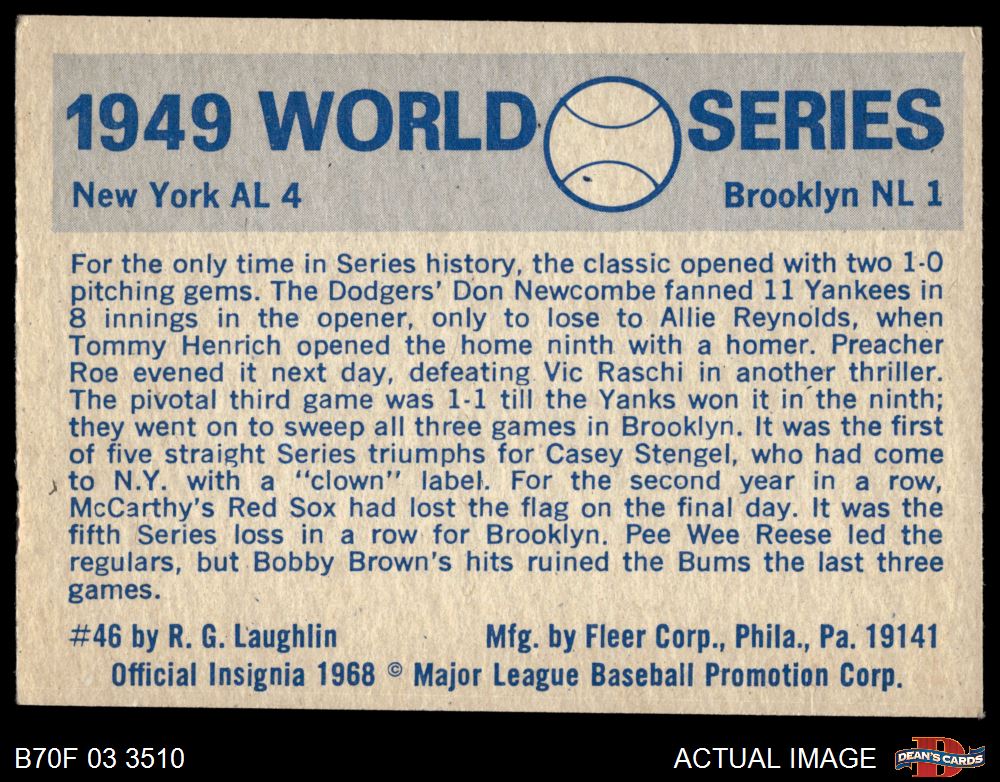 1949 WORLD SERIES
New York AL 4 Brooklyn NL 1
For the only time in Series history, the classic opened with two 1-0
pitching gems. The Dodgers' Don Newcombe fanned 11 Yankees in
8 innings in the opener, only to lose to Allie Reynolds, when
Tommy Henrich opened the home ninth with a homer. Preacher
Roe evened it next day, defeating Vic Raschi in another thriller.
The pivotal third game was 1-1 till the Yanks won it in the ninth;
they went on to sweep all three games in Brooklyn. It was the first
of five straight Series triumphs for Casey Stengel, who had come
to N.Y. with a "clown" label. For the second year in a row,
McCarthy's Red Sox had lost the flag on the final day. It was the
fifth Series loss in a row for Brooklyn. Pee Wee Reese led the
regulars, but Bobby Brown's hits ruined the Bums the last three
games.
#46 by R. G. Laughlin Mfg. by Fleer Corp., Phila., Pa. 19141
Official Insignia 1968 © Major League Baseball Promotion Corp.
B70F 03 3510 ACTUAL IMAGE D DEAN'S CARDS